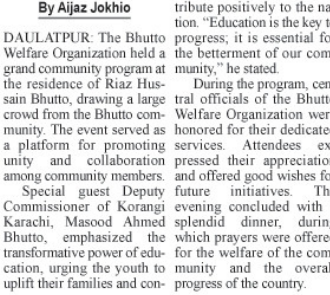 By Aijaz Jokhio
DAULATPUR: The Bhutto
Welfare Organization held a
grand community program at
the residence of Riaz Hus-
sain Bhutto, drawing a large
crowd from the Bhutto com-
munity. The event served as
a platform for promoting
unity and collaboration
among community members.
Special guest Deputy
Commissioner of Korangi
Karachi, Masood Ahmed
Bhutto, emphasized the
transformative power of edu-
cation, urging the youth to
uplift their families and con-
tribute positively to the na
tion. “Education is the key t
progress; it is essential fo
the betterment of our com
munity,” he stated.
During the program, cen
tral officials of the Bhutt
Welfare Organization wer
honored for their dedicate
services. Attendees ex
pressed their appreciatio
and offered good wishes fo
future initiatives. Th
evening concluded with
splendid dinner, durin
which prayers were offere
for the welfare of the com
munity and the overal
progress of the country.